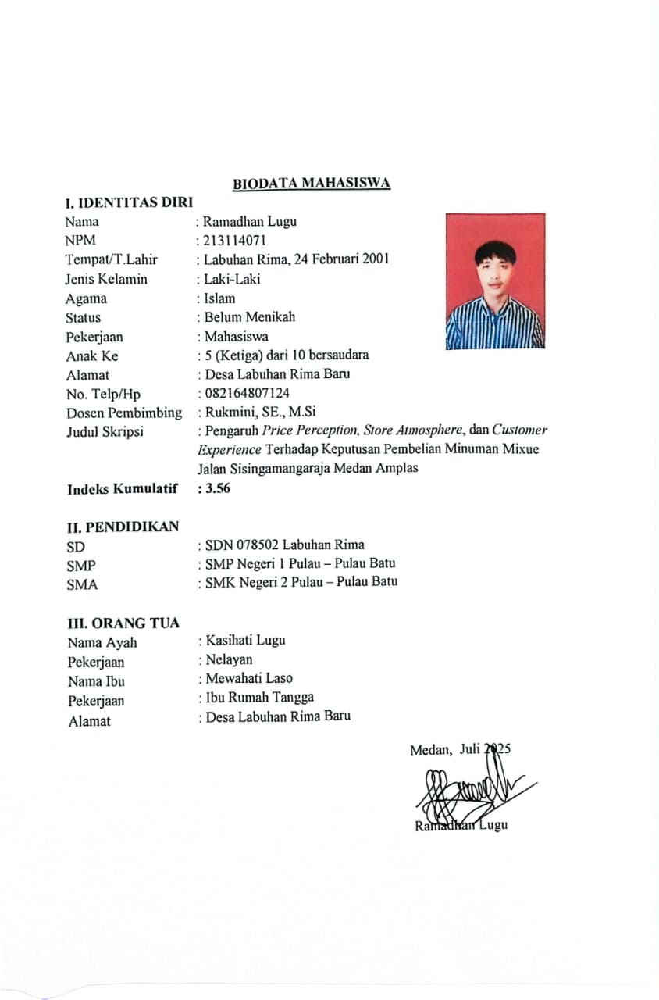 BIODATA MAHASISWA
I. IDENTITAS DIRI
Nama : Ramadhan Lugu
NPM : 213114071
Tempat/T.Lahir : Labuhan Rima, 24 Februari 2001
Jenis Kelamin : Laki-Laki
Agama : Islam
Status : Belum Menikah
Pekerjaan : Mahasiswa
Anak Ke : 5 (Ketiga) dari 10 bersaudara
Alamat : Desa Labuhan Rima Baru
No. Telp/Hp : 082164807124
Dosen Pembimbing : Rukmini, SE., M.Si
Judul Skripsi : Pengaruh Price Perception, Store Atmosphere, dan Customer
Experience Terhadap Keputusan Pembelian Minuman Mixue
Jalan Sisingamangaraja Medan Amplas
Indeks Kumulatif : 3.56
II. PENDIDIKAN
SD : SDN 078502 Labuhan Rima
SMP : SMP Negeri 1 Pulau – Pulau Batu
SMA : SMK Negeri 2 Pulau – Pulau Batu
III. ORANG TUA
Nama Ayah : Kasihati Lugu
Pekerjaan : Nelayan
Nama Ibu : Mewahati Laso
Pekerjaan : Ibu Rumah Tangga
Alamat : Desa Labuhan Rima Baru
Medan, Juli 2025
Ramadhan Lugu